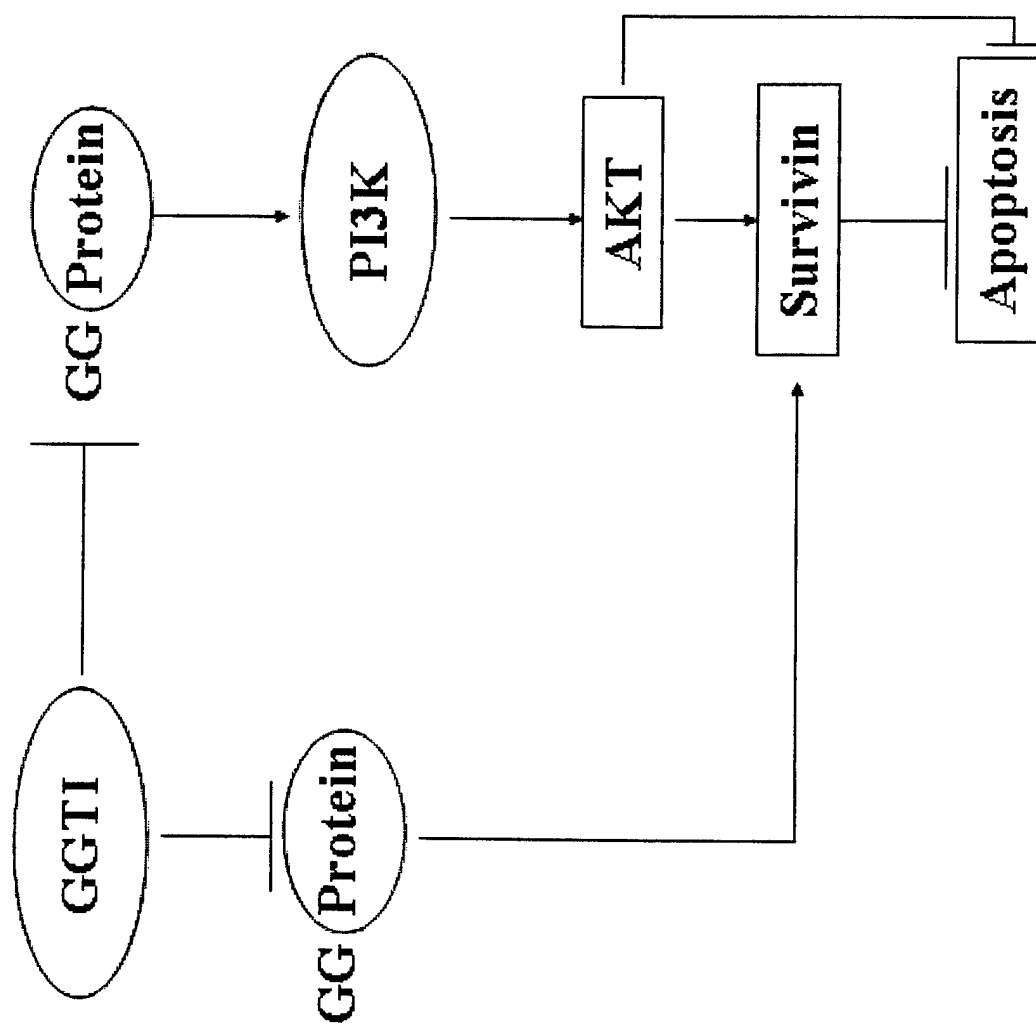 GGTI
GG Protein
GG Protein
PI3K
AKT
Survivin
Apoptosis